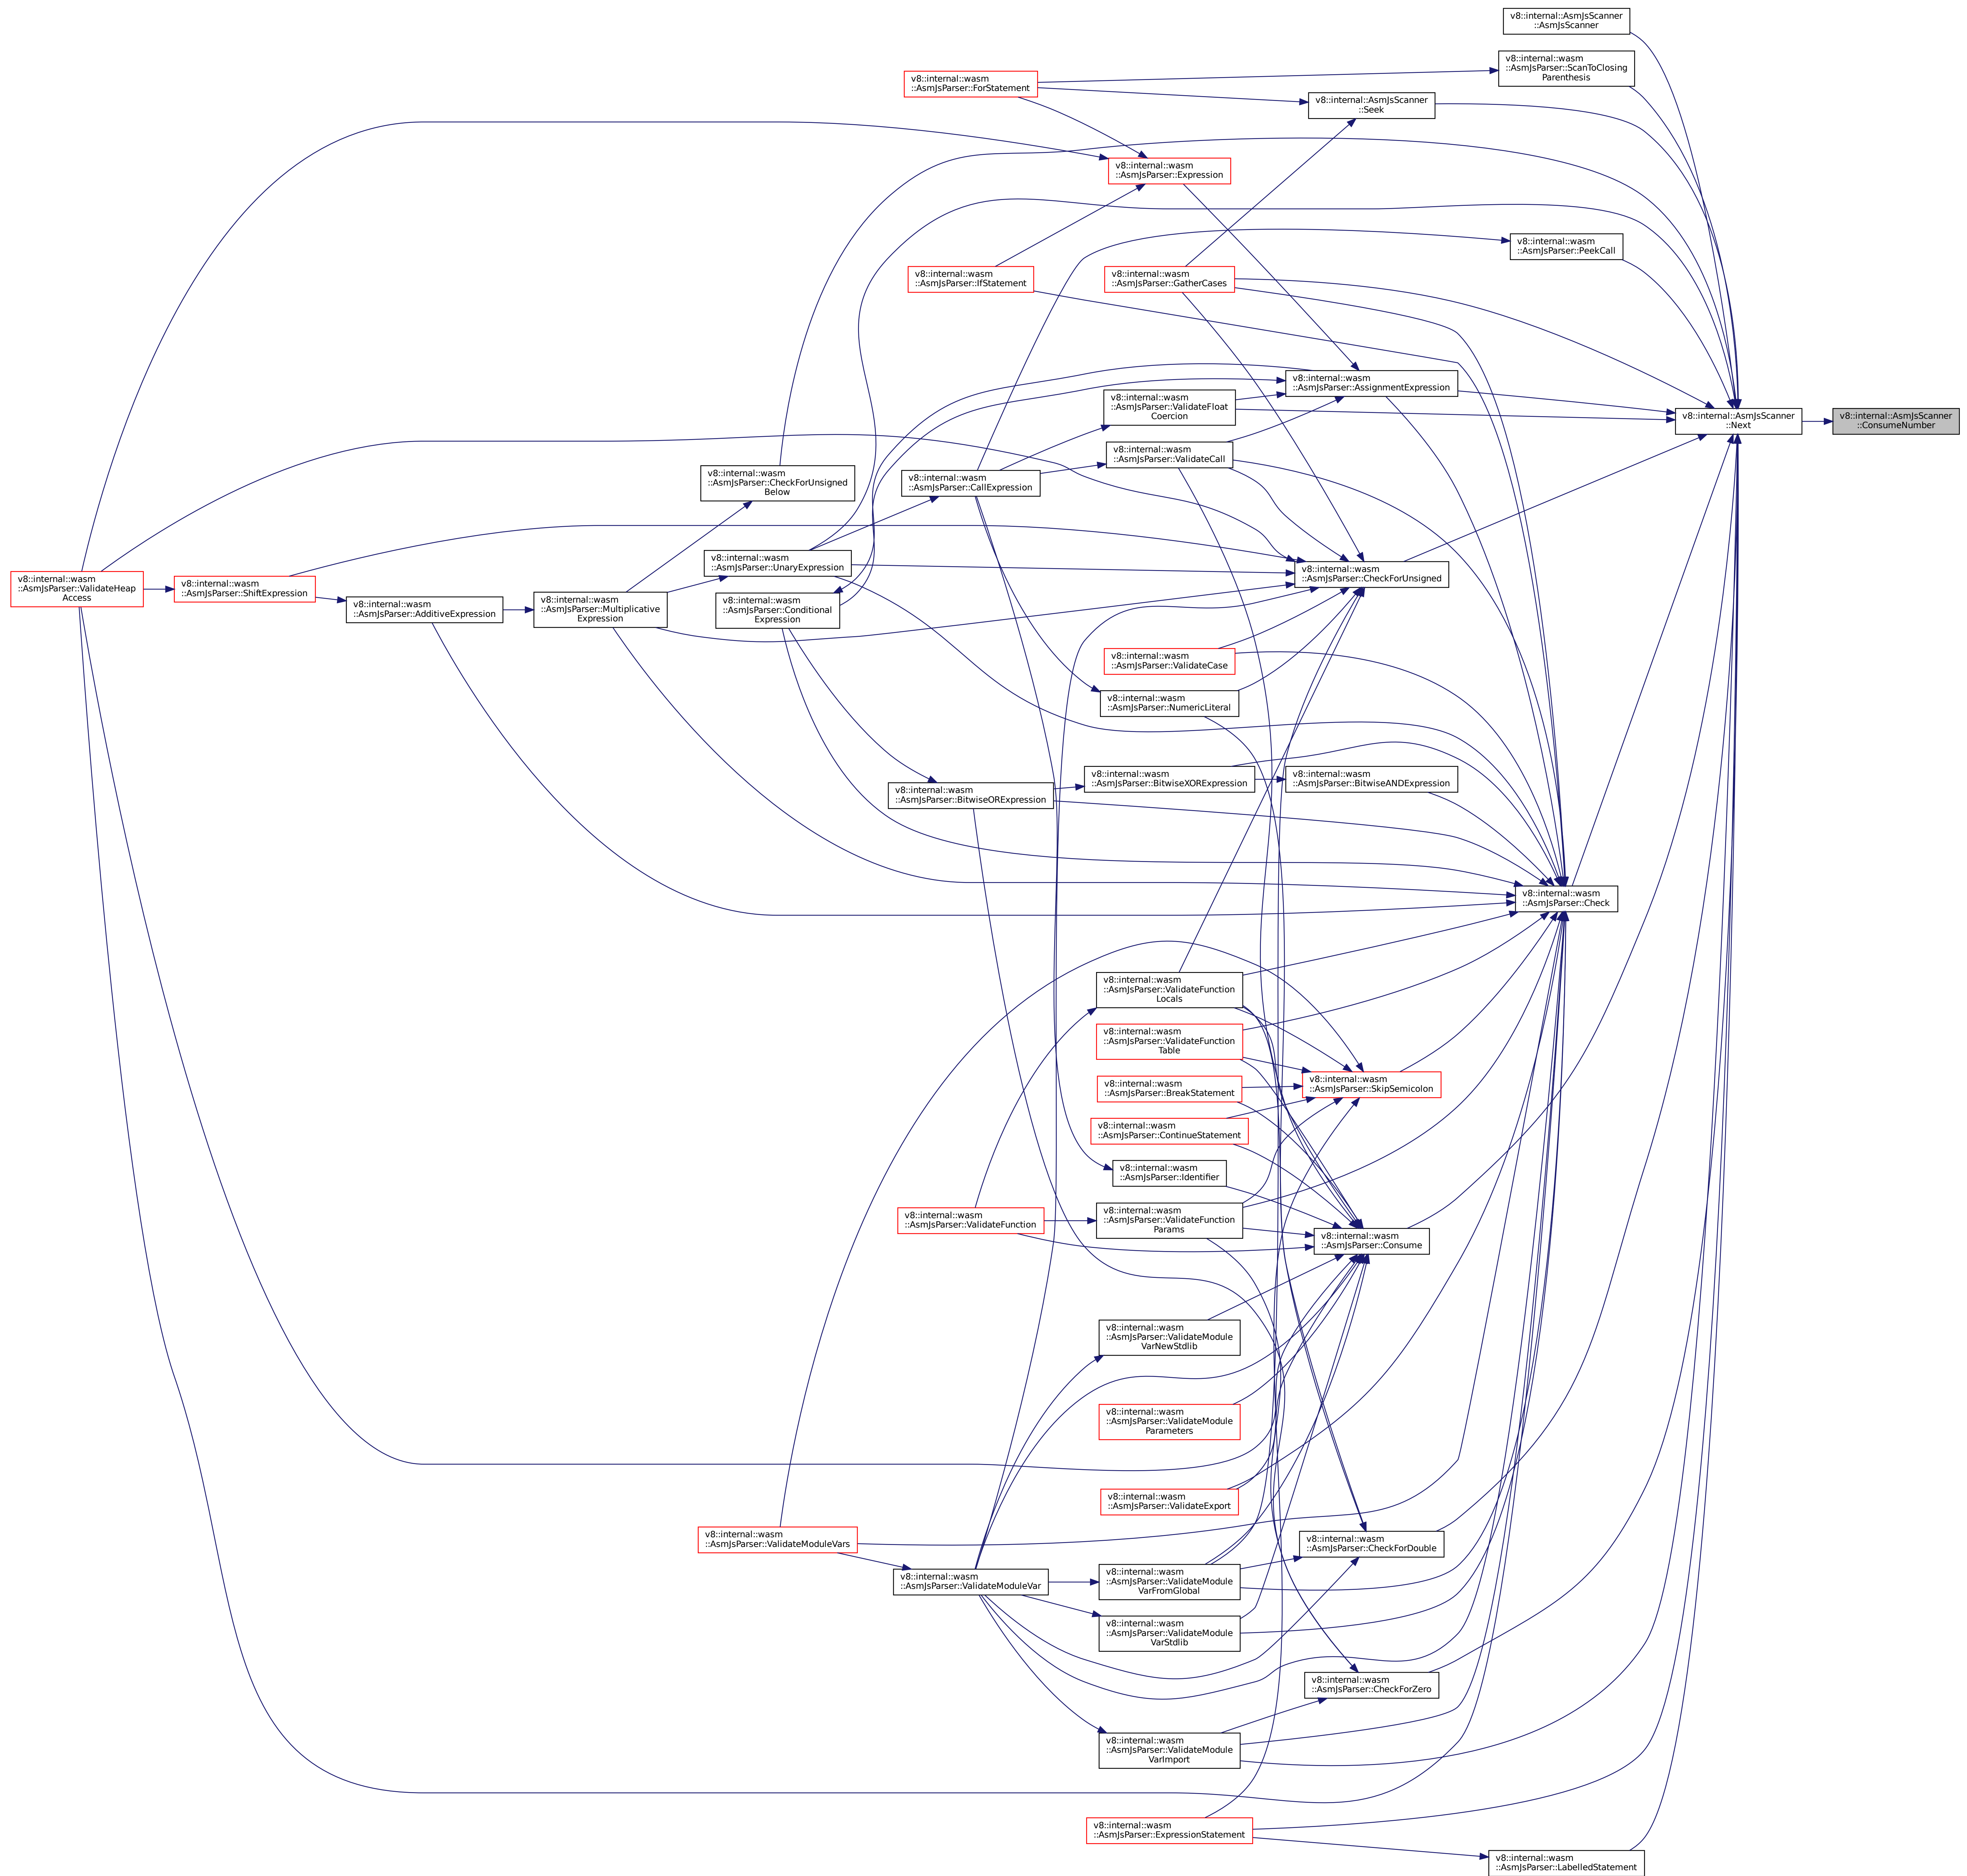 v8::internal::AsmJsScanner
::AsmJsScanner
v8::internal::wasm
::AsmJsParser::ScanToClosing
Parenthesis
v8::internal::wasm
::AsmJsParser::ForStatement
v8::internal::AsmJsScanner
::Seek
v8::internal::wasm
::AsmJsParser::Expression
v8::internal::wasm
::AsmJsParser::PeekCall
v8::internal::wasm
::AsmJsParser::IfStatement
v8::internal::wasm
::AsmJsParser::GatherCases
v8::internal::wasm
::AsmJsParser::AssignmentExpression
v8::internal::wasm
::AsmJsParser::ValidateFloat
Coercion
v8::internal::AsmJsScanner
::Next
v8::internal::AsmJsScanner
::ConsumeNumber
v8::internal::wasm
::AsmJsParser::ValidateCall
v8::internal::wasm
::AsmJsParser::CheckForUnsigned
Below
v8::internal::wasm
::AsmJsParser::CallExpression
v8::internal::wasm
::AsmJsParser::UnaryExpression
v8::internal::wasm
::AsmJsParser::CheckForUnsigned
v8::internal::wasm
::AsmJsParser::ValidateHeap
Access
v8::internal::wasm
::AsmJsParser::ShiftExpression
v8::internal::wasm
::AsmJsParser::AdditiveExpression
v8::internal::wasm
::AsmJsParser::Multiplicative
Expression
v8::internal::wasm
::AsmJsParser::Conditional
Expression
v8::internal::wasm
::AsmJsParser::ValidateCase
v8::internal::wasm
::AsmJsParser::NumericLiteral
v8::internal::wasm
::AsmJsParser::BitwiseORExpression
v8::internal::wasm
::AsmJsParser::BitwiseXORExpression
v8::internal::wasm
::AsmJsParser::BitwiseANDExpression
v8::internal::wasm
::AsmJsParser::Check
v8::internal::wasm
::AsmJsParser::ValidateFunction
Locals
v8::internal::wasm
::AsmJsParser::ValidateFunction
Table
v8::internal::wasm
::AsmJsParser::SkipSemicolon
v8::internal::wasm
::AsmJsParser::BreakStatement
v8::internal::wasm
::AsmJsParser::ContinueStatement
v8::internal::wasm
::AsmJsParser::Identifier
v8::internal::wasm
::AsmJsParser::ValidateFunction
v8::internal::wasm
::AsmJsParser::ValidateFunction
Params
v8::internal::wasm
::AsmJsParser::Consume
v8::internal::wasm
::AsmJsParser::ValidateModule
VarNewStdlib
v8::internal::wasm
::AsmJsParser::ValidateModule
Parameters
v8::internal::wasm
::AsmJsParser::ValidateExport
v8::internal::wasm
::AsmJsParser::ValidateModuleVars
v8::internal::wasm
::AsmJsParser::CheckForDouble
v8::internal::wasm
::AsmJsParser::ValidateModuleVar
v8::internal::wasm
::AsmJsParser::ValidateModule
VarFromGlobal
v8::internal::wasm
::AsmJsParser::ValidateModule
VarStdlib
v8::internal::wasm
::AsmJsParser::CheckForZero
v8::internal::wasm
::AsmJsParser::ValidateModule
VarImport
v8::internal::wasm
::AsmJsParser::ExpressionStatement
v8::internal::wasm
::AsmJsParser::LabelledStatement